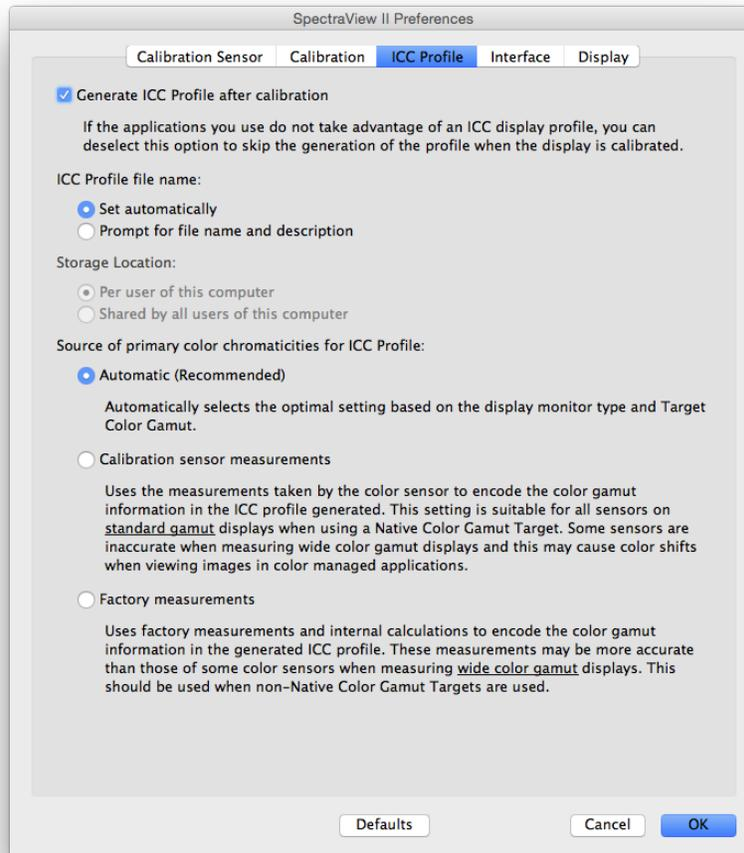 SpectraView II Preferences
Calibration Sensor Calibration ICC Profile Interface Display
Generate ICC Profile after calibration
If the applications you use do not take advantage of an ICC display profile, you can
deselect this option to skip the generation of the profile when the display is calibrated.
ICC Profile file name:
Set automatically
Prompt for file name and description
Storage Location:
Per user of this computer
Shared by all users of this computer
Source of primary color chromaticities for ICC Profile:
Automatic (Recommended)
Automatically selects the optimal setting based on the display monitor type and Target
Color Gamut.
Calibration sensor measurements
Uses the measurements taken by the color sensor to encode the color gamut
information in the ICC profile generated. This setting is suitable for all sensors on
standard gamut displays when using a Native Color Gamut Target. Some sensors are
inaccurate when measuring wide color gamut displays and this may cause color shifts
when viewing images in color managed applications.
Factory measurements
Uses factory measurements and internal calculations to encode the color gamut
information in the generated ICC profile. These measurements may be more accurate
than those of some color sensors when measuring wide color gamut displays. This
should be used when non-Native Color Gamut Targets are used.
Defaults Cancel OK